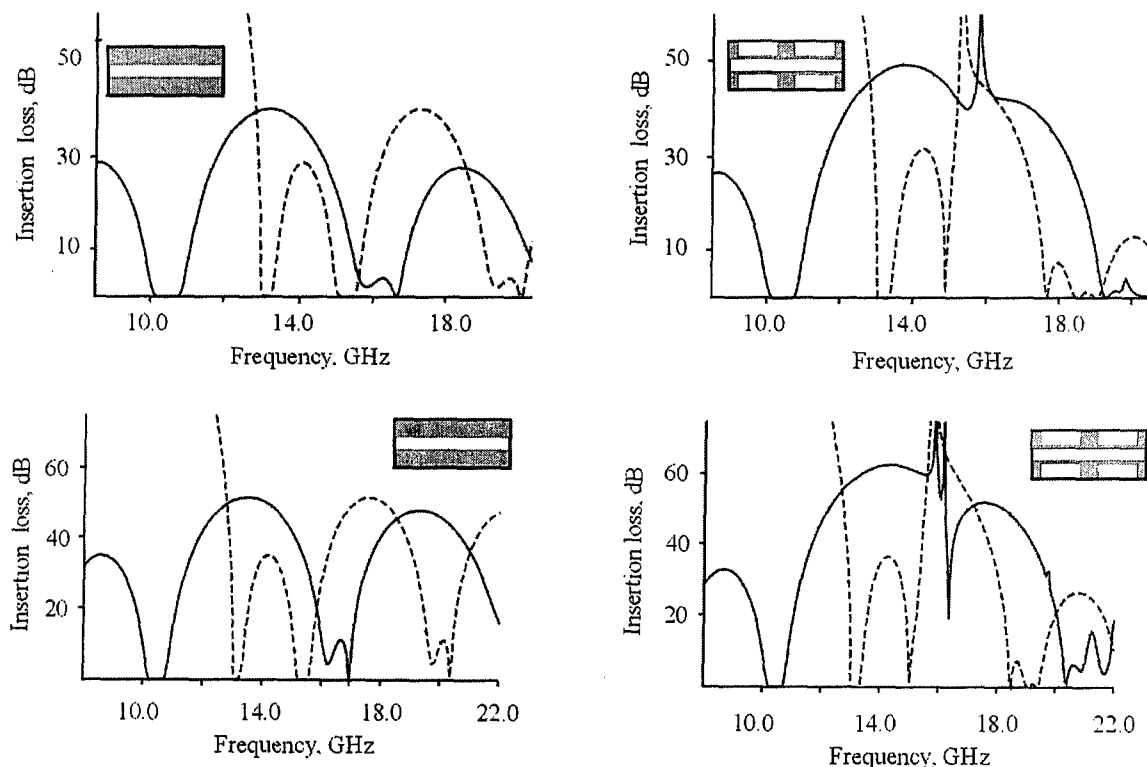 Insertion loss, dB
50
30
10
10.0 14.0 18.0
Frequency. GHz
Insertion loss, dB
50
30
10
10.0 14.0 18.0
Frequency, GHz
Insertion loss, dB
60
40
20
10.0 14.0 18.0 22.0
Frequency, GHz
Insertion loss. dB
60
40
20
10.0 14.0 18.0 22.0
Frequency, GHz